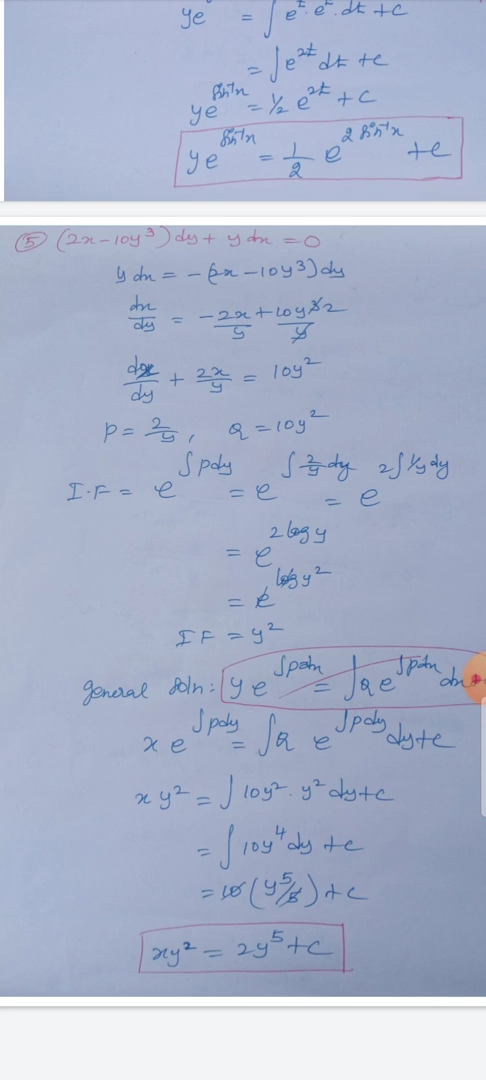 ye = ∫ e^t. e^t. dt + c
= ∫ e^2t dt + c
ye^sin⁻¹x = 1/2 e^2t + c
ye^sin⁻¹x = 1/2 e^2 sin⁻¹x + c
⑤ (2x - 10y³) dy + y dx = 0
y dx = - (2x - 10y³) dy
dx/dy = - 2x/y + 10y³ 2/y
dx/dy + 2x/y = 10y²
P = 2/y, Q = 10y²
I.F = e^∫pdy = e^∫2/y dy = e^2∫1/y dy
= e^2 log y
= e^log y²
IF = y²
general soln: ye^∫pdx = ∫Q e^∫pdx dx
x e^∫pdy = ∫Q e^∫pdy dy + c
xy² = ∫ 10y². y² dy + c
= ∫ 10y⁴ dy + c
= 10 (y⁵/5) + c
xy² = 2y⁵ + c